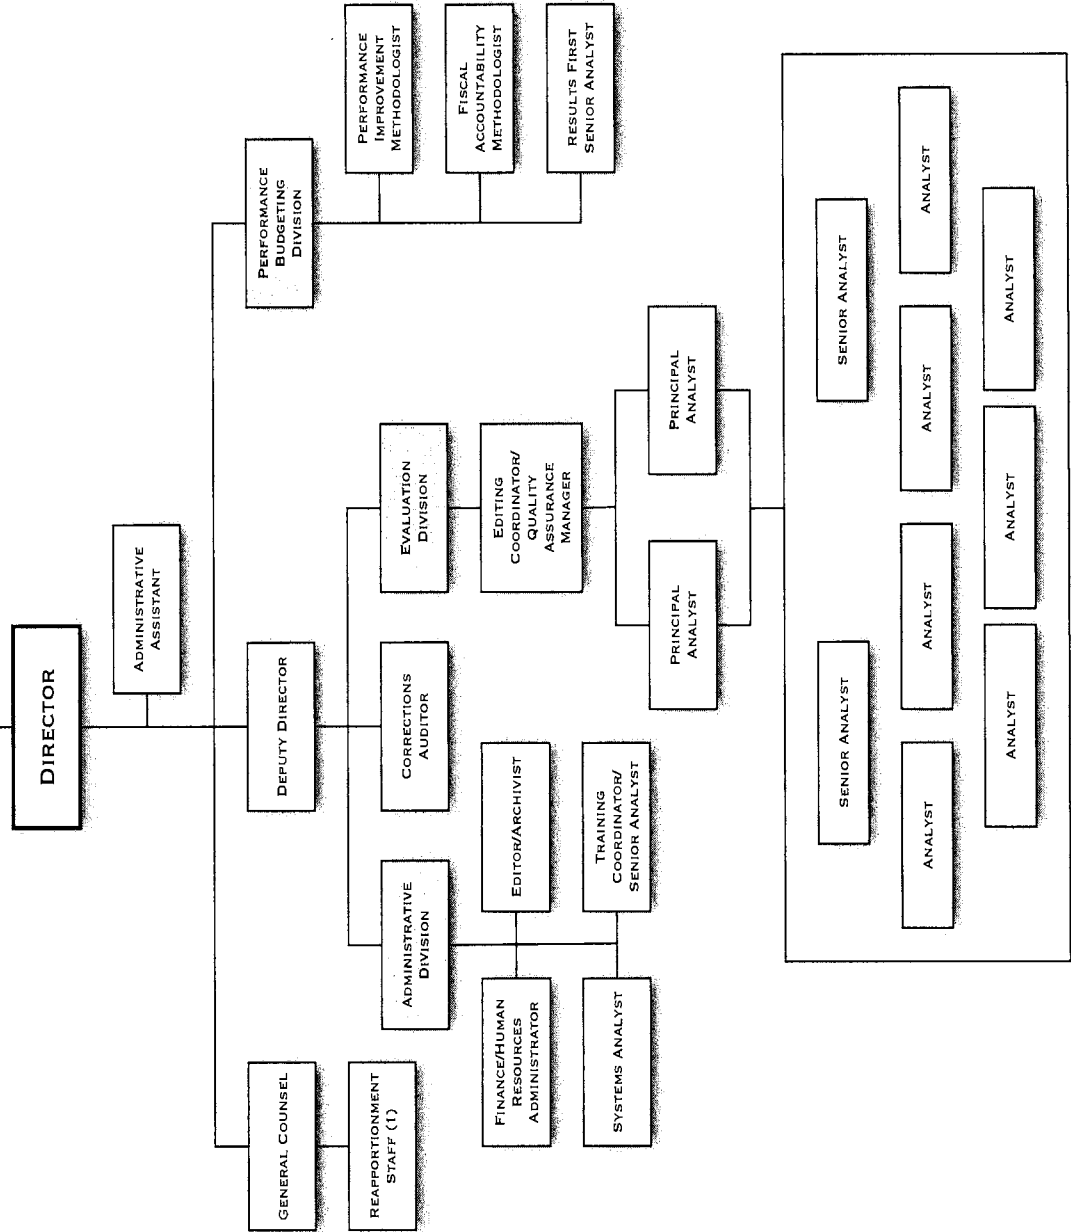 DIRECTOR
ADMINISTRATIVE
ASSISTANT
GENERAL COUNSEL
REAPPORTIONMENT
STAFF (1)
DEPUTY DIRECTOR
PERFORMANCE
BUDGETING
DIVISION
PERFORMANCE
IMPROVEMENT
METHODOLOGIST
FISCAL
ACCOUNTABILITY
METHODOLOGIST
RESULTS FIRST
SENIOR ANALYST
ADMINISTRATIVE
DIVISION
CORRECTIONS
AUDITOR
EVALUATION
DIVISION
FINANCE/HUMAN
RESOURCES
ADMINISTRATOR
EDITOR/ARCHIVIST
SYSTEMS ANALYST
TRAINING
COORDINATOR/
SENIOR ANALYST
EDITING
COORDINATOR/
QUALITY
ASSURANCE
MANAGER
PRINCIPAL
ANALYST
PRINCIPAL
ANALYST
SENIOR ANALYST
SENIOR ANALYST
ANALYST
ANALYST
ANALYST
ANALYST
ANALYST
ANALYST
ANALYST